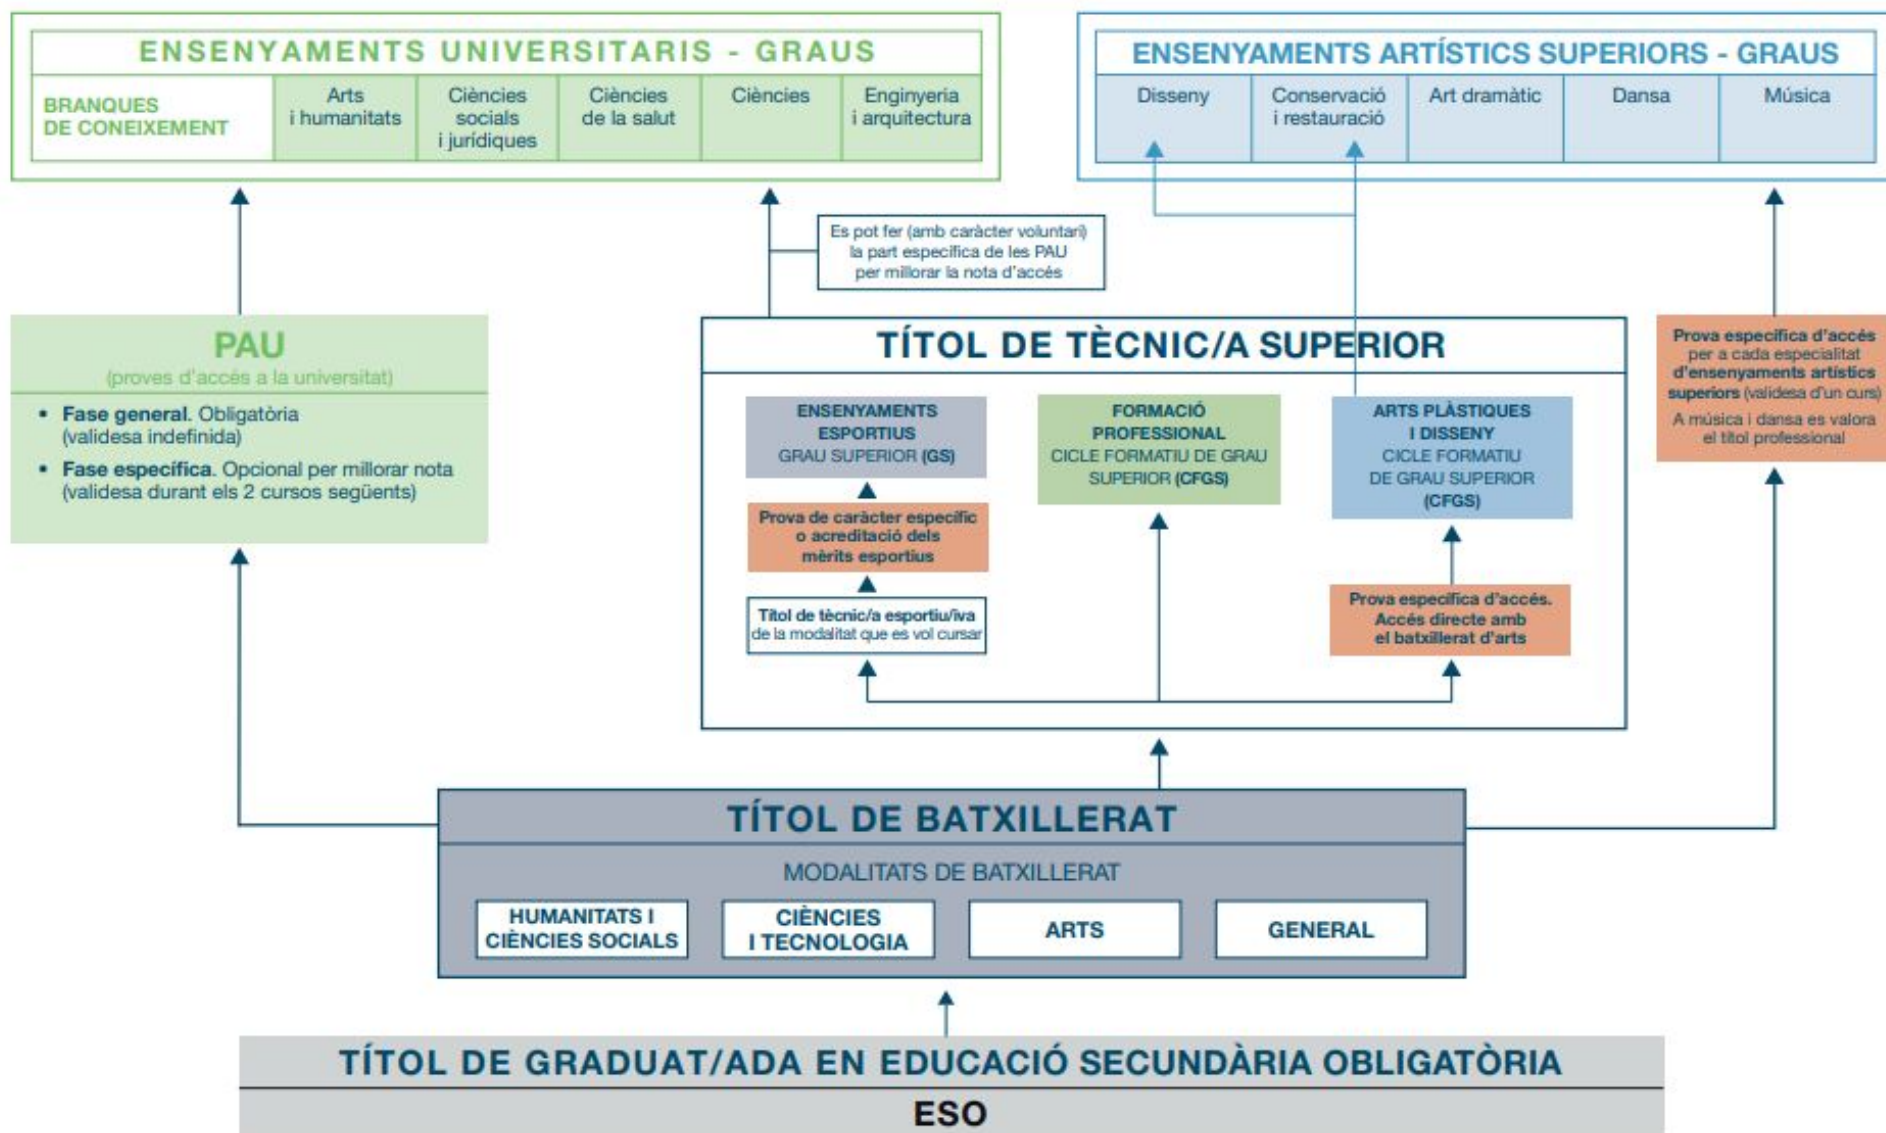 ENSENYAMENTS UNIVERSITARIS - GRAUS
BRANQUES
DE CONEIXEMENT
Arts
i humanitats
Ciències
socials
i jurídiques
Ciències
de la salut
Ciències
Enginyeria
i arquitectura
ENSENYAMENTS ARTÍSTICS SUPERIORS - GRAUS
Disseny
Conservació
i restauració
Art dramàtic
Dansa
Música
Es pot fer (amb caràcter voluntari)
la part específica de les PAU
per millorar la nota d'accés
PAU
(proves d'accés a la universitat)
• Fase general. Obligatòria
(validesa indefinida)
• Fase específica. Opcional per millorar nota
(validesa durant els 2 cursos següents)
TÍTOL DE TÈCNIC/A SUPERIOR
ENSENYAMENTS
ESPORTIUS
GRAU SUPERIOR (GS)
Prova de caràcter específic
o acreditació dels
mèrits esportius
Títol de tècnic/a esportiu/iva
de la modalitat que es vol cursar
FORMACIÓ
PROFESSIONAL
CICLE FORMATIU DE GRAU
SUPERIOR (CFGS)
ARTS PLÀSTIQUES
I DISSENY
CICLE FORMATIU
DE GRAU SUPERIOR
(CFGS)
Prova específica d'accés.
Accés directe amb
el batxillerat d'arts
Prova específica d'accés
per a cada especialitat
d'ensenyaments artístics
superiors (validesa d'un curs)
A música i dansa es valora
el títol professional
TÍTOL DE BATXILLERAT
MODALITATS DE BATXILLERAT
HUMANITATS I
CIÈNCIES SOCIALS
CIÈNCIES
I TECNOLOGIA
ARTS
GENERAL
TÍTOL DE GRADUAT/ADA EN EDUCACIÓ SECUNDÀRIA OBLIGATÒRIA
ESO